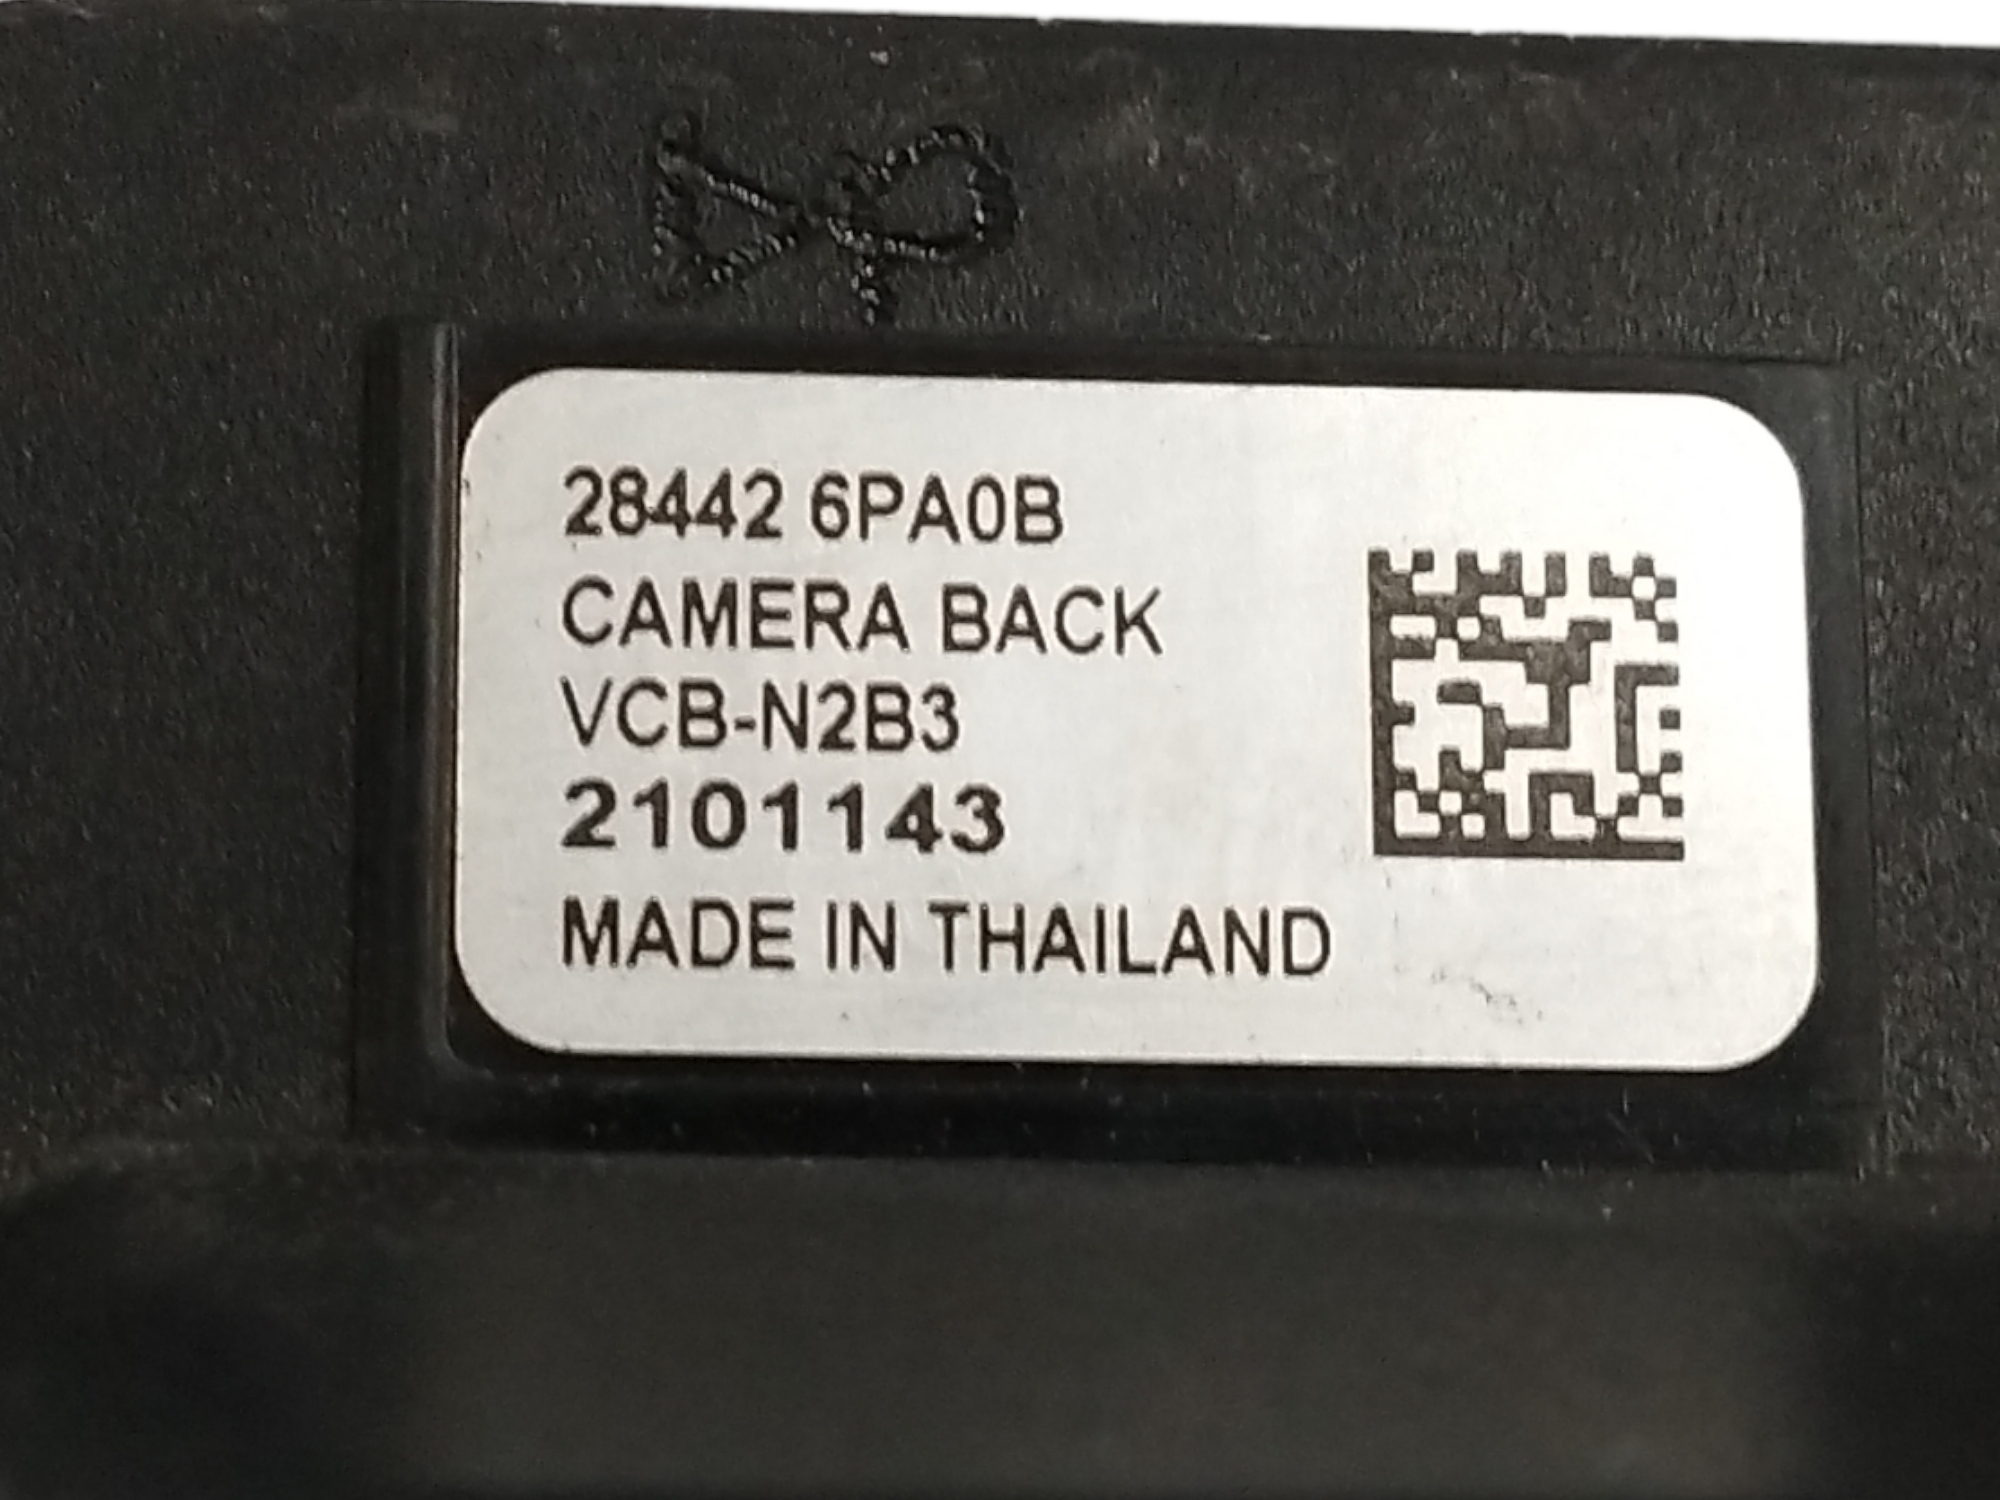 28442 6PA0B
CAMERA BACK
VCB-N2B3
2101143
MADE IN THAILAND